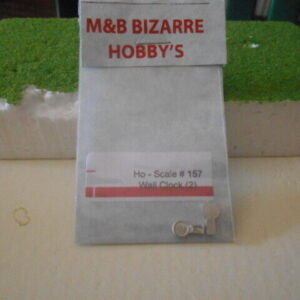 M&B BIZARRE
HOBBY'S
Ho - Scale # 157
Wall Clock (2)